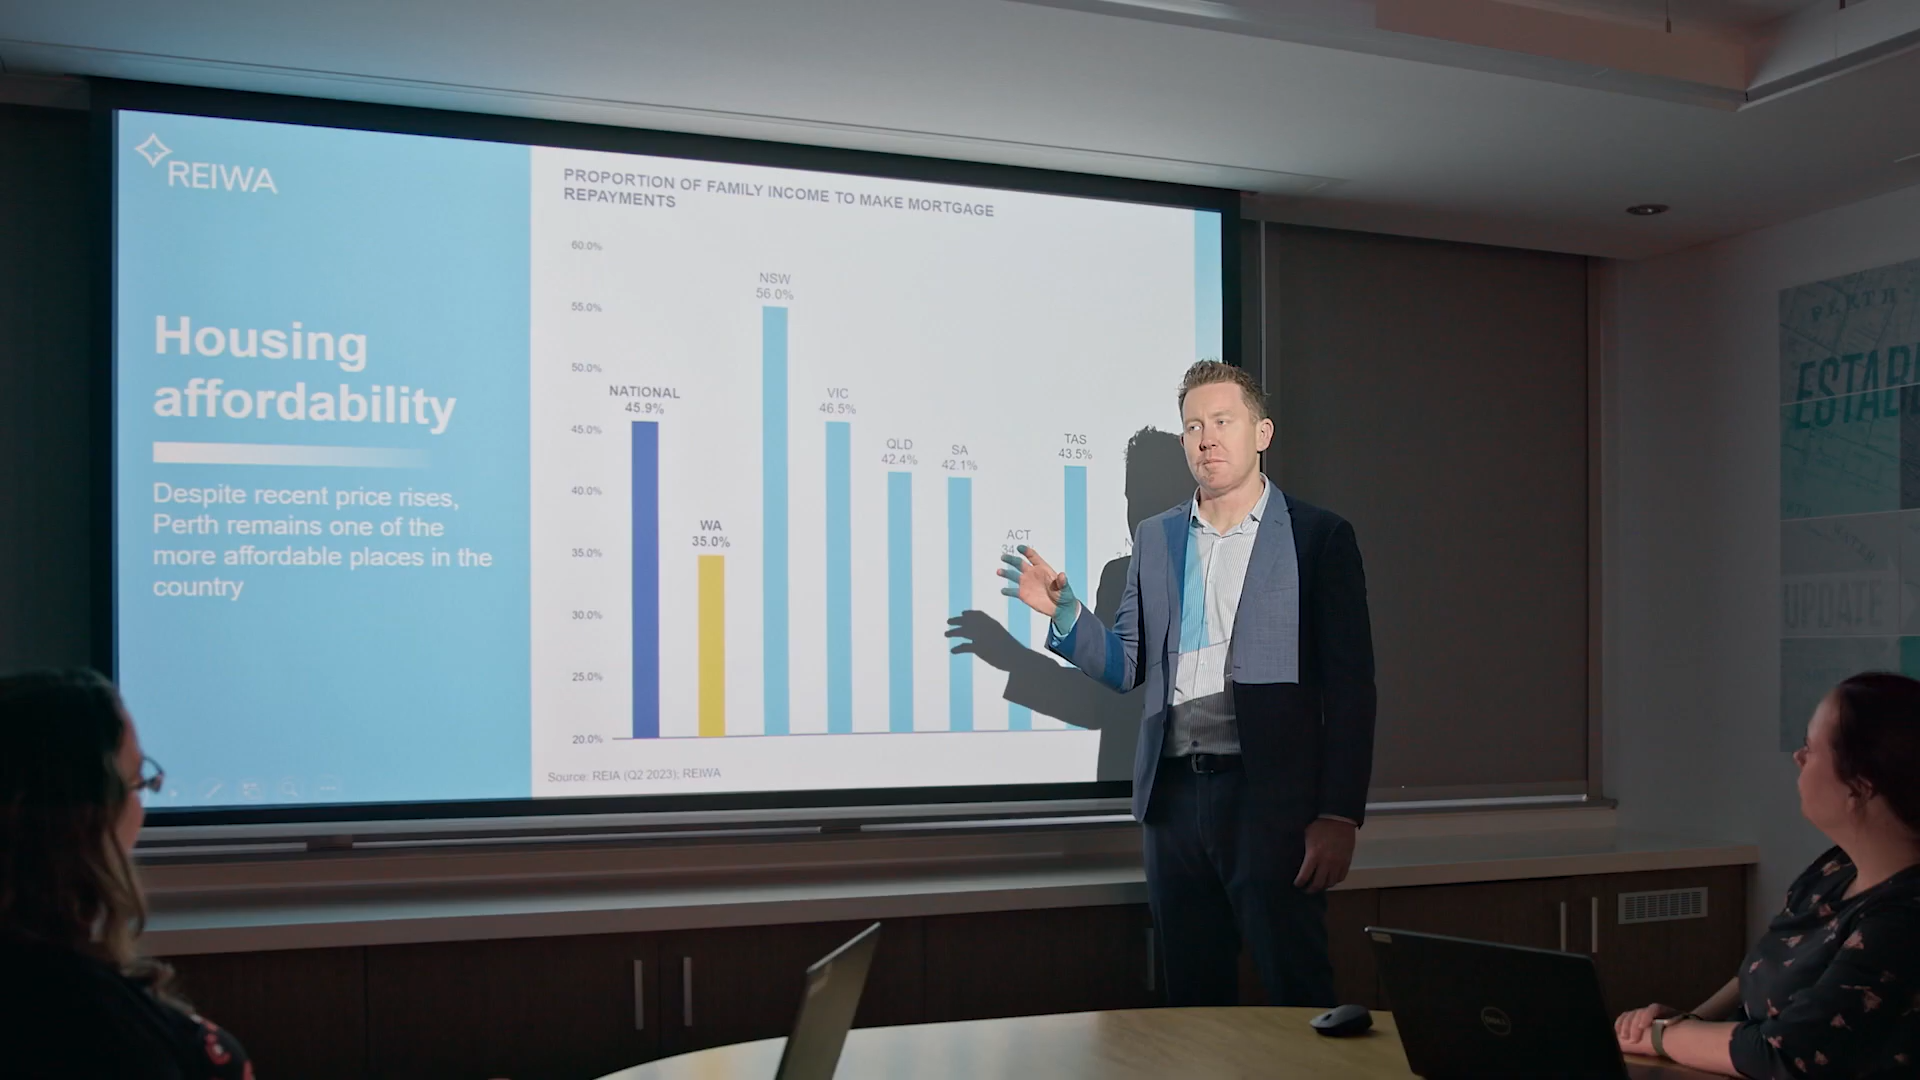 REIWA
Housing
affordability
Despite recent price rises,
Perth remains one of the
more affordable places in the
country
PROPORTION OF FAMILY INCOME TO MAKE MORTGAGE
REPAYMENTS
60.0%
55.0%
50.0%
45.0%
40.0%
35.0%
30.0%
25.0%
20.0%
NATIONAL
45.9%
WA
35.0%
NSW
56.0%
VIC
46.5%
QLD
42.4%
SA
42.1%
ACT
TAS
43.5%
Source: REIA (Q2 2023); REIWA
PERTH
UPDATE
DELL